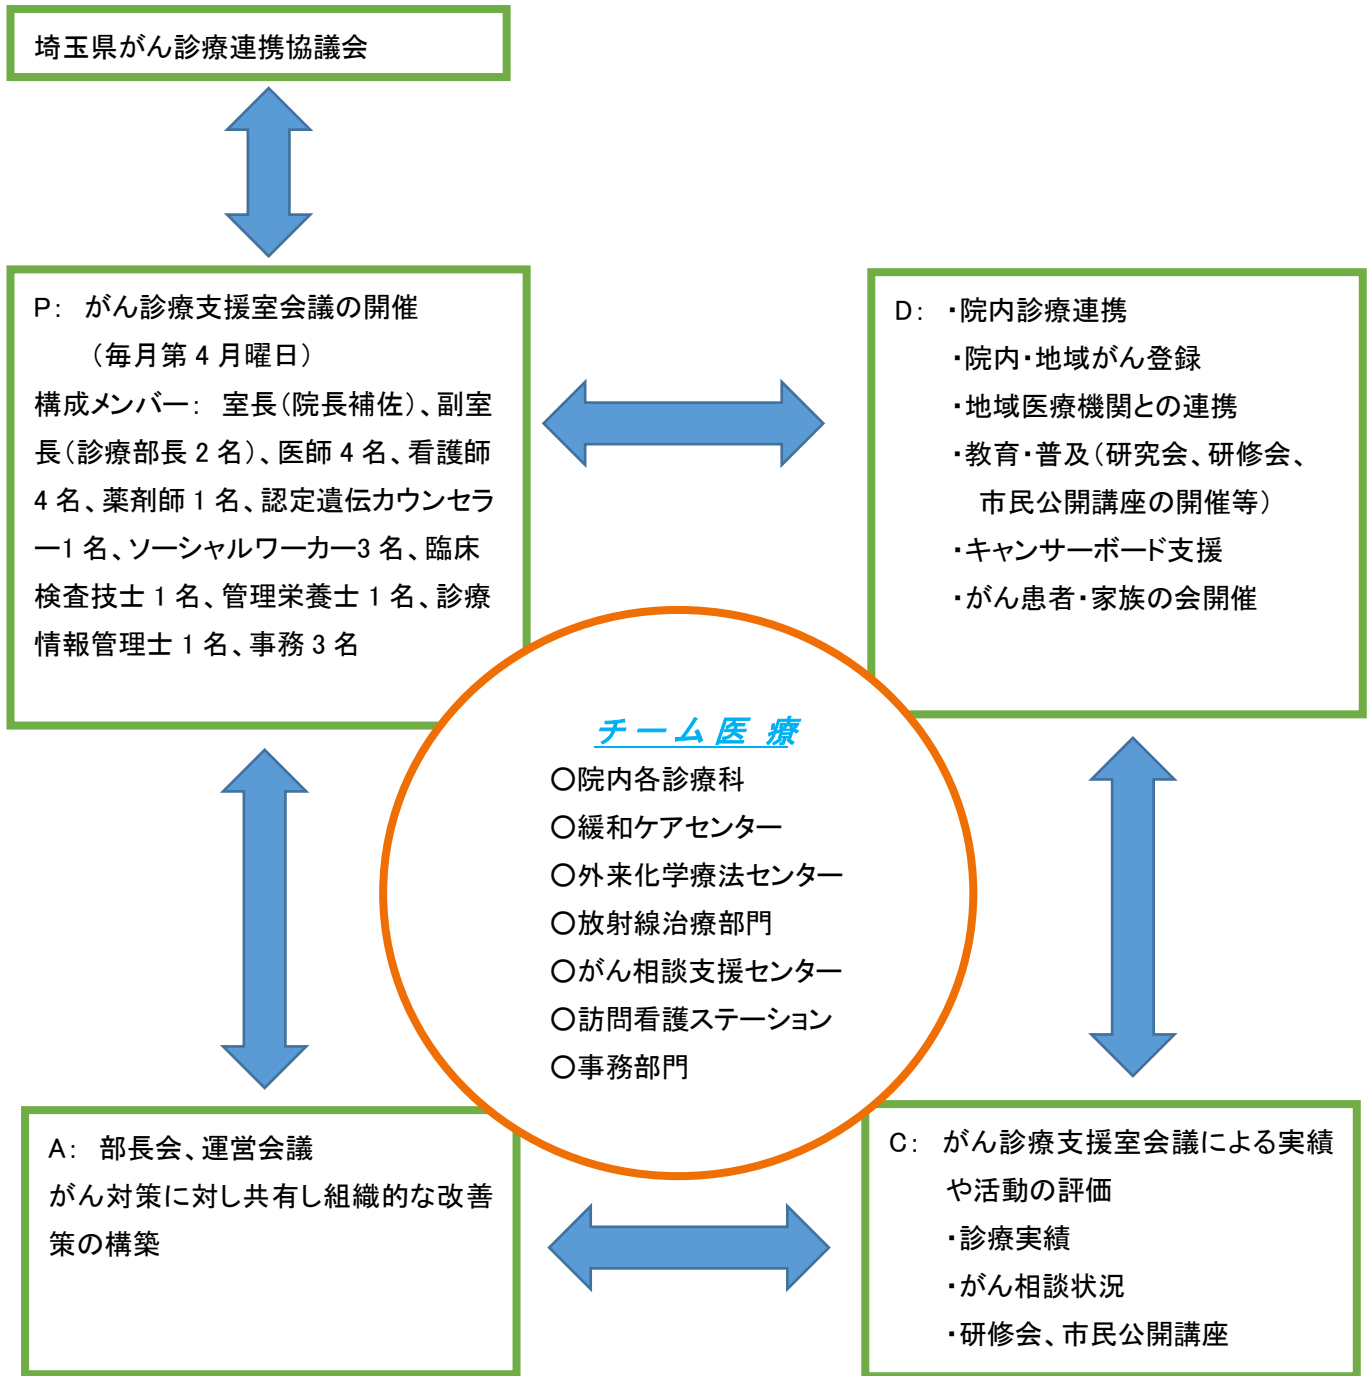 埼玉県がん診療連携協議会
P： がん診療支援室会議の開催
（毎月第 4 月曜日）
構成メンバー： 室長（院長補佐）、副室
長（診療部長 2 名）、医師 4 名、看護師
4 名、薬剤師 1 名、認定遺伝カウンセラ
ー1 名、ソーシャルワーカー3 名、臨床
検査技士 1 名、管理栄養士 1 名、診療
情報管理士 1 名、事務 3 名
D： ・院内診療連携
・院内・地域がん登録
・地域医療機関との連携
・教育・普及（研究会、研修会、
市民公開講座の開催等）
・キャンサーボード支援
・がん患者・家族の会開催
チーム医療
〇院内各診療科
〇緩和ケアセンター
〇外来化学療法センター
〇放射線治療部門
〇がん相談支援センター
〇訪問看護ステーション
〇事務部門
A： 部長会、運営会議
がん対策に対し共有し組織的な改善
策の構築
C： がん診療支援室会議による実績
や活動の評価
・診療実績
・がん相談状況
・研修会、市民公開講座